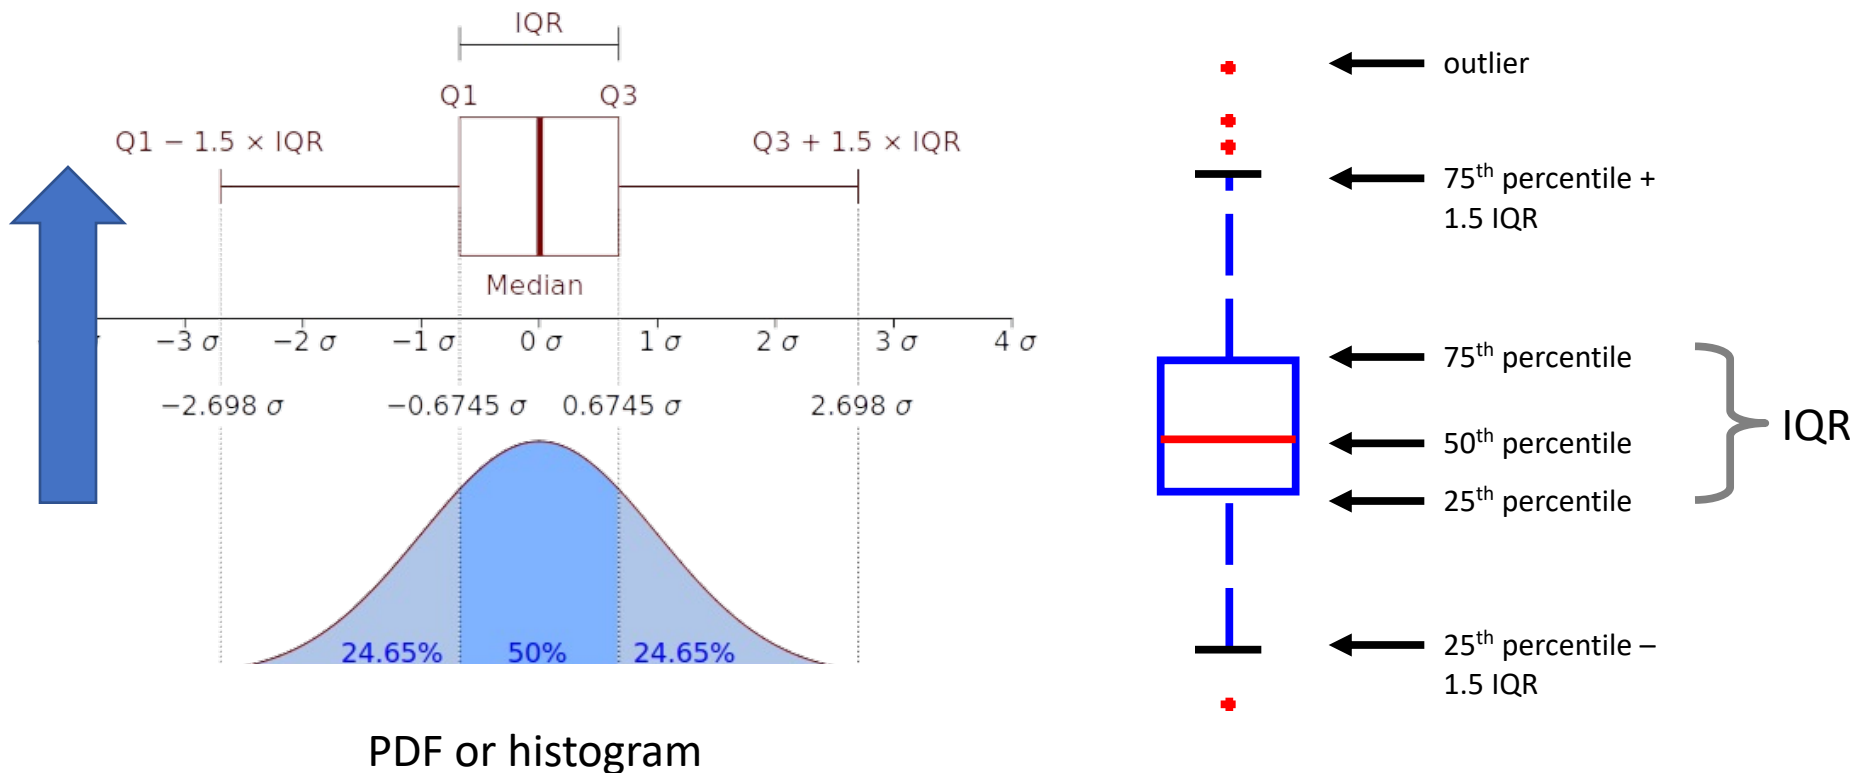 IQR
Q1 Q3
Q1 − 1.5 × IQR Q3 + 1.5 × IQR
Median
−3 σ −2 σ −1 σ 0 σ 1 σ 2 σ 3 σ 4 σ
−2.698 σ −0.6745 σ 0.6745 σ 2.698 σ
24.65% 50% 24.65%
PDF or histogram
outlier
75th percentile +
1.5 IQR
75th percentile
50th percentile
25th percentile
IQR
25th percentile –
1.5 IQR